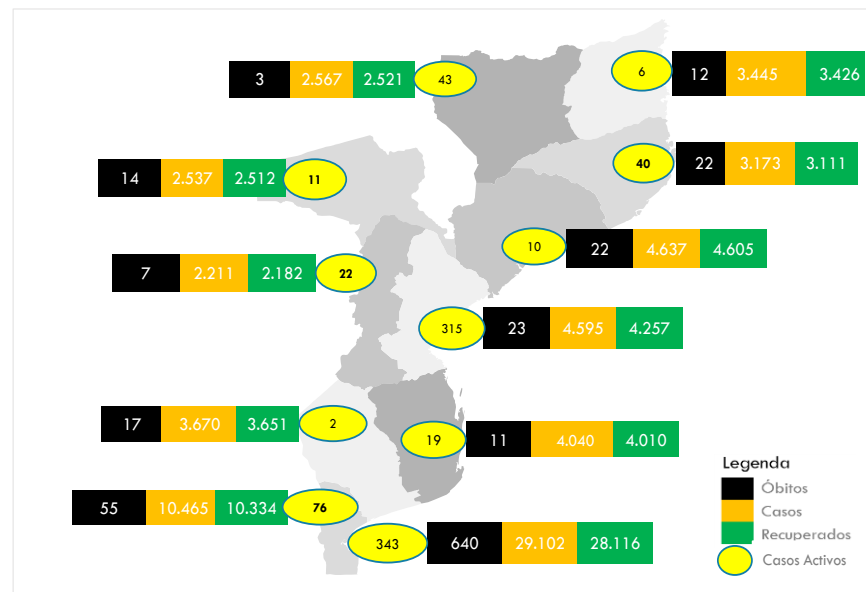 3 2.567 2.521 43
6 12 3.445 3.426
14 2.537 2.512 11
40 22 3.173 3.111
10 22 4.637 4.605
7 2.211 2.182 22
315 23 4.595 4.257
17 3.670 3.651 2
19 11 4.040 4.010
Legenda
Óbitos
Casos
Recuperados
Casos Activos
55 10.465 10.334 76
343 640 29.102 28.116